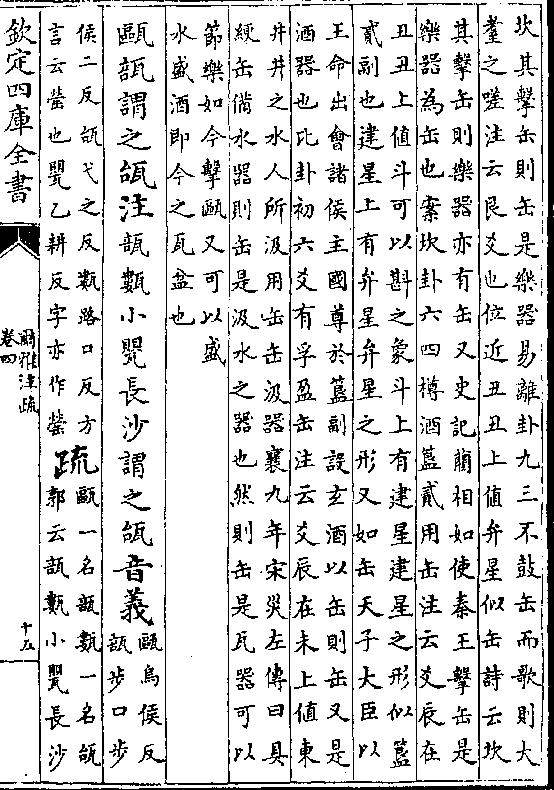 坎其擊缶則缶是樂器易離卦九三不鼓缶而歌則大
耋之嗟注云艮爻也位近丑丑上值弁星似缶詩云坎
其擊缶則樂器亦有缶又史記藺相如使秦王擊缶是
樂器為缶也案坎卦六四樽酒簋貳用缶注云爻辰在
丑丑上值斗可以斟之象斗上有建星建星之形似簋
貳副也建星上有弁星弁星之形又如缶天子大臣以
王命出會諸侯主國尊於簋副設玄酒以缶則缶又是
酒器也比卦初六爻有孚盈缶注云爻辰在未上值東
井井之水人所汲用缶缶汲器襄九年宋災左傳曰具
綆缶備水器則缶是汲水之器也然則缶是瓦器可以
節樂如今擊甌又可以盛
水盛酒即今之瓦盆也
甌瓿謂之瓵注瓿甊小甖長沙謂之瓵音義甌烏侯反
瓿步口步
侯二反瓵弋之反甊路口反方
言云罃也甖乙耕反字亦作罃疏甌一名瓿甊一名瓵
郭云瓿甊小甖長沙
欽定四庫全書
爾雅注疏
卷四
十五